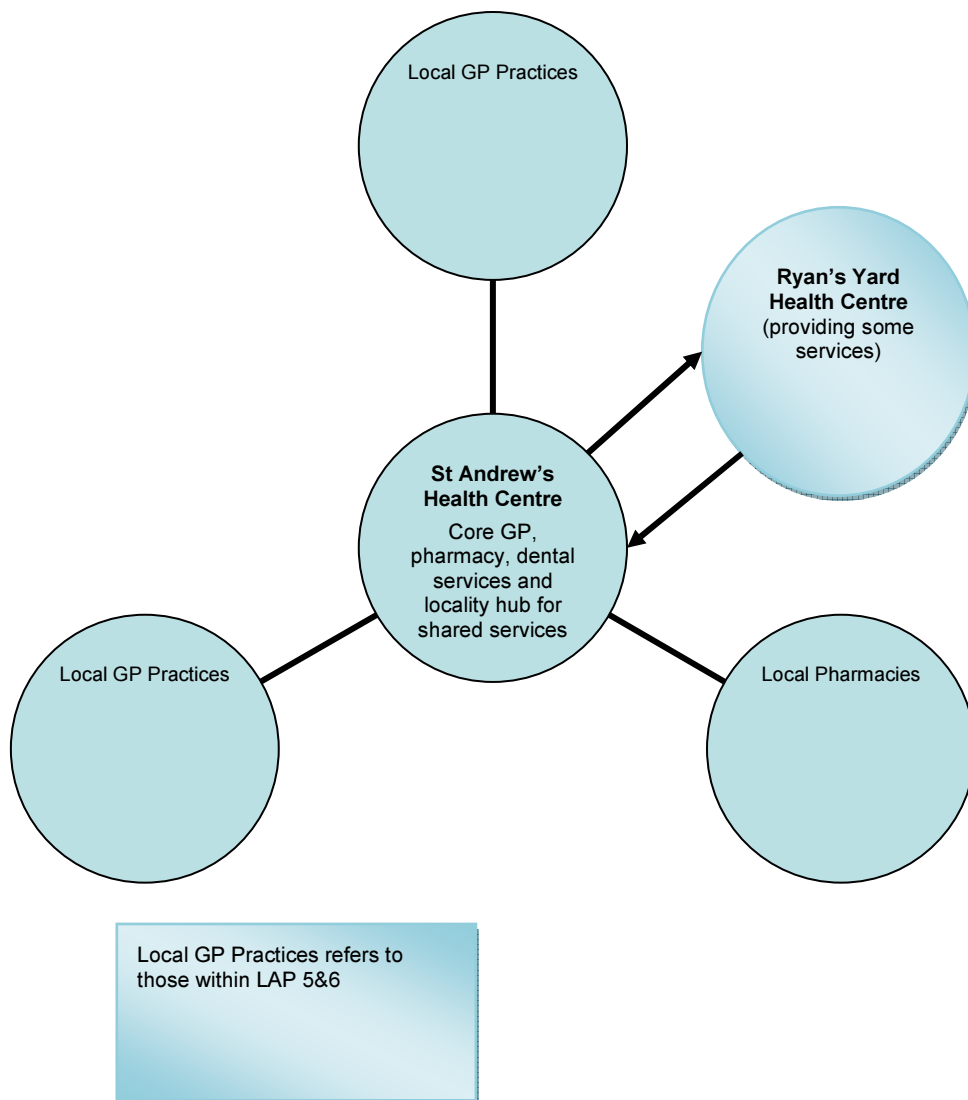 Local GP Practices
Ryan’s Yard
Health Centre
(providing some
services)
St Andrew’s
Health Centre
Core GP,
pharmacy, dental
services and
locality hub for
shared services
Local GP Practices
Local Pharmacies
Local GP Practices refers to
those within LAP 5&6